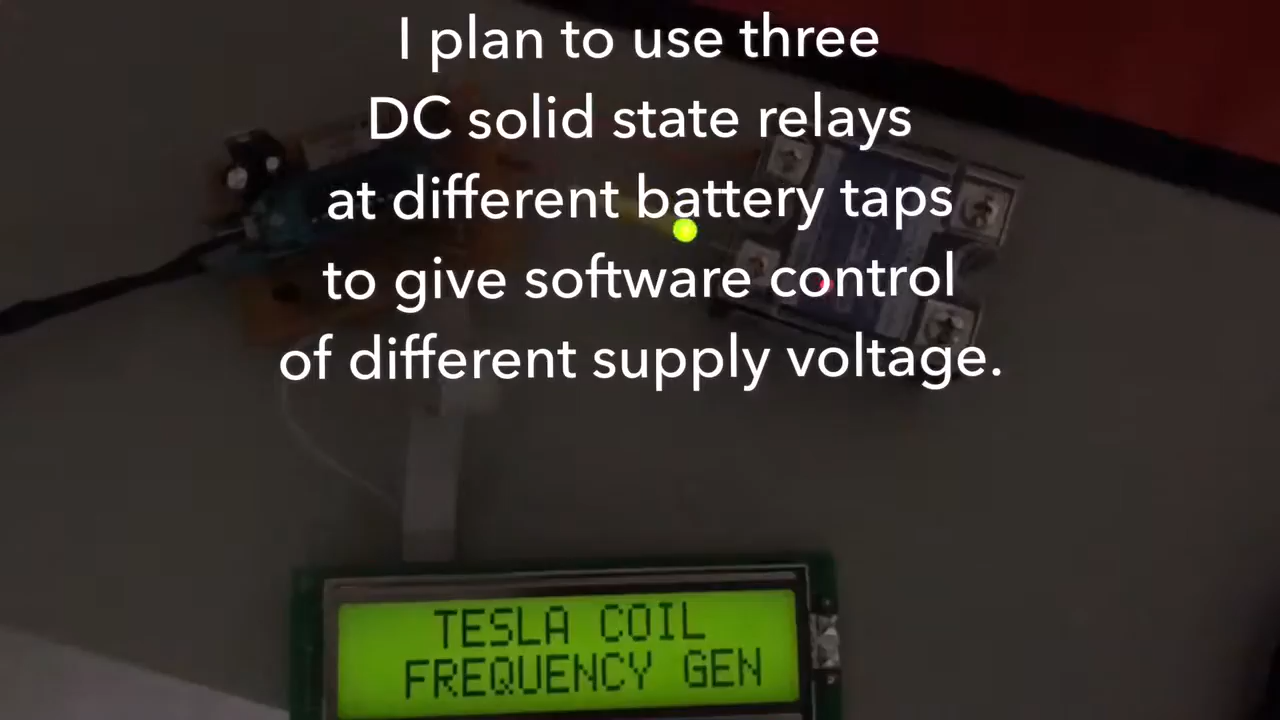 I plan to use three
DC solid state relays
at different battery taps
to give software control
of different supply voltage.
TESLA COIL
FREQUENCY GEN